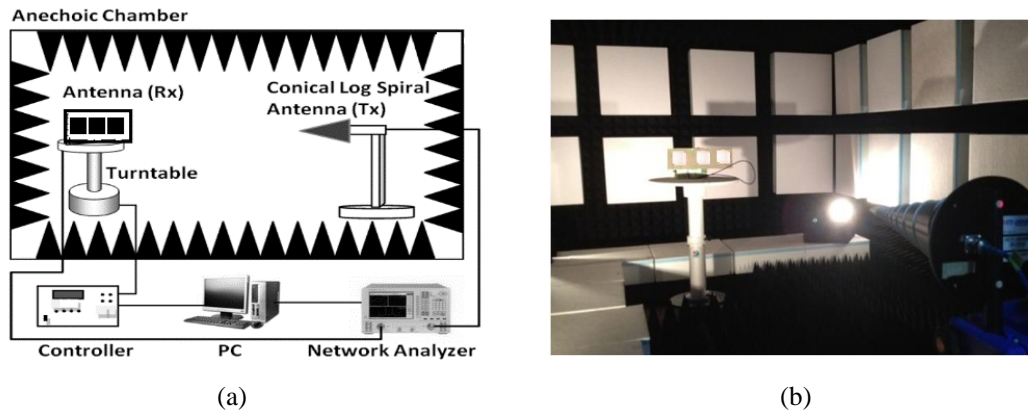 Anechoic Chamber
Conical Log Spiral
Antenna (Tx)
Antenna (Rx)
Turntable
Controller
PC
Network Analyzer
(a)
(b)